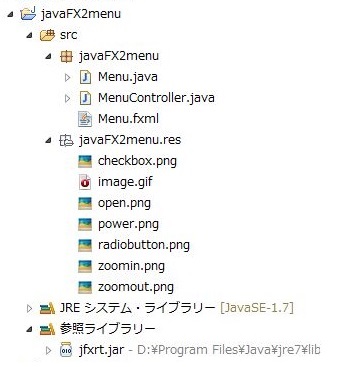 javaFX2menu
src
javaFX2menu
Menu.java
MenuController.java
Menu.fxml
javaFX2menu.res
checkbox.png
image.gif
open.png
power.png
radiobutton.png
zoomin.png
zoomout.png
JRE システム・ライブラリー [JavaSE-1.7]
参照ライブラリー
jfxrt.jar - D:¥Program Files¥Java¥jre7¥lib